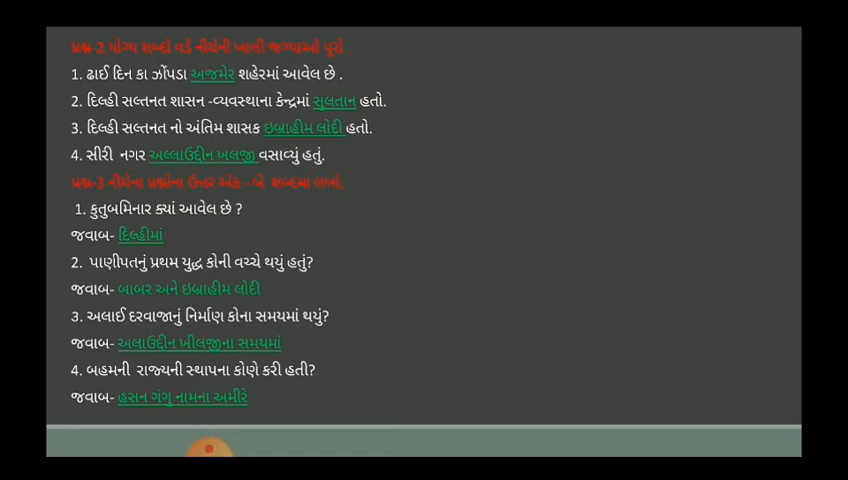 પ્રશ્ન-2 યોગ્ય શબ્દો વડે નીચેની ખાલી જગ્યાઓ પૂરો .
1. ઢાઈ દિન કા ઝોંપડા અજમેર શહેરમાં આવેલ છે .
2. દિલ્હી સલ્તનત શાસન -વ્યવસ્થાના કેન્દ્રમાં સુલતાન હતો.
3. દિલ્હી સલ્તનત નો અંતિમ શાસક ઇબ્રાહીમ લોદી હતો.
4. સીરી નગર અલ્લાઉદ્દીન ખલજી વસાવ્યું હતું.
પ્રશ્ન-3 નીચેના પ્રશ્નોના ઉત્તર એક - બે શબ્દમાં લખો.
1. કુતુબમિનાર ક્યાં આવેલ છે ?
જવાબ- દિલ્હીમાં
2. પાણીપતનું પ્રથમ યુદ્ધ કોની વચ્ચે થયું હતું?
જવાબ- બાબર અને ઇબ્રાહીમ લોદી
3. અલાઈ દરવાજાનું નિર્માણ કોના સમયમાં થયું?
જવાબ- અલાઉદ્દીન ખીલજીના સમયમાં
4. બહમની રાજ્યની સ્થાપના કોણે કરી હતી?
જવાબ- હસન ગંગુ નામના અમીરે